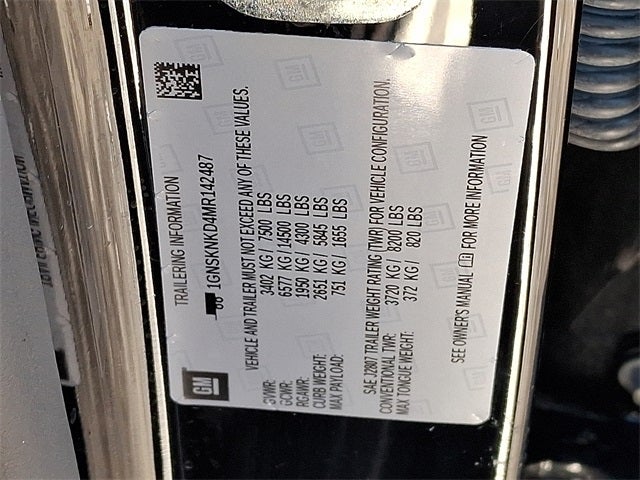 GM
TRAILERING INFORMATION
1GNSKNKD4MR142487
VEHICLE AND TRAILER MUST NOT EXCEED ANY OF THESE VALUES.
GVWR: 3402 KG / 7500 LBS
GCWR: 6577 KG / 14500 LBS
RGAWR: 1950 KG / 4300 LBS
CURB WEIGHT: 2651 KG / 5845 LBS
MAX PAYLOAD: 751 KG / 1655 LBS
SAE J2807 TRAILER WEIGHT RATING (TWR) FOR VEHICLE CONFIGURATION.
CONVENTIONAL TWR: 3720 KG / 8200 LBS
MAX TONGUE WEIGHT: 372 KG / 820 LBS
SEE OWNER'S MANUAL FOR MORE INFORMATION